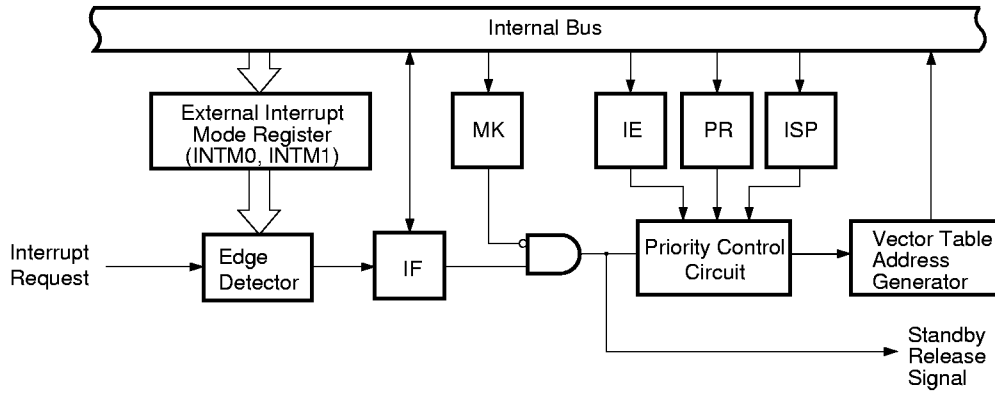 Internal Bus
External Interrupt
Mode Register
(INTM0, INTM1)
MK
IE
PR
ISP
Interrupt
Request
Edge
Detector
IF
Priority Control
Circuit
Vector Table
Address
Generator
Standby
Release
Signal